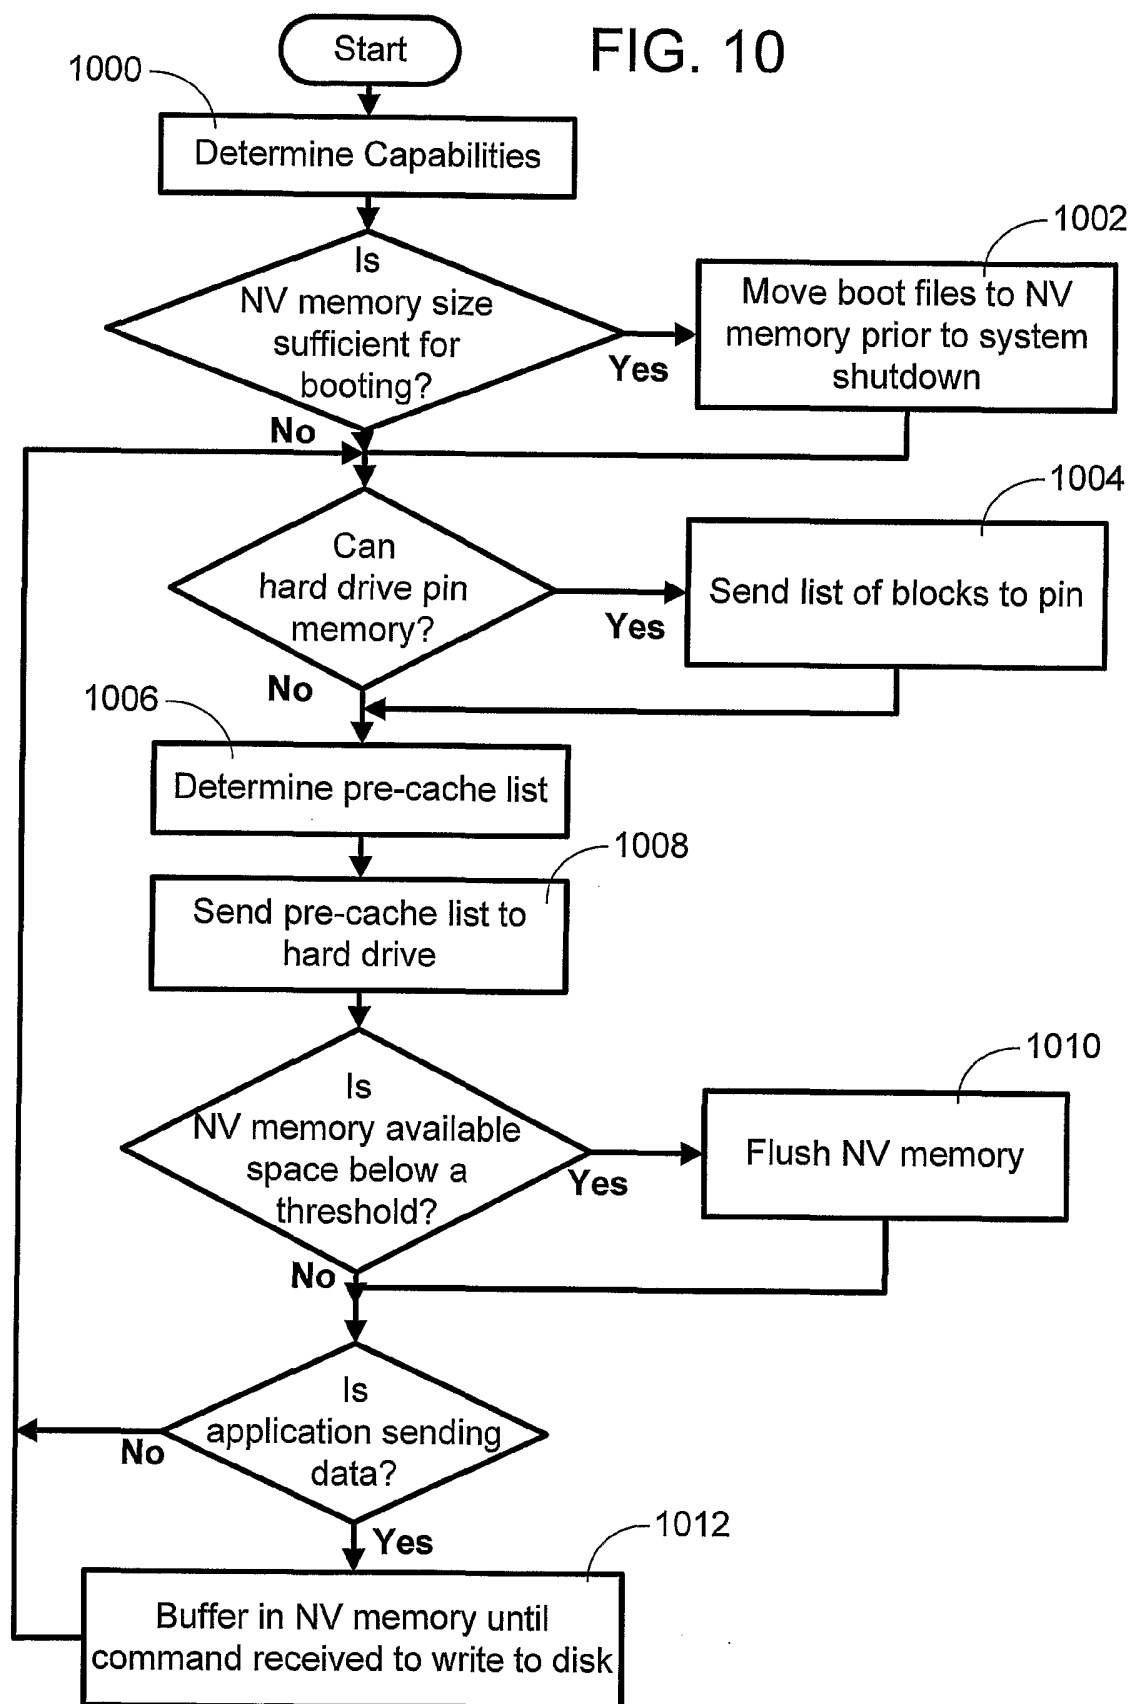 Start
FIG. 10
1000
Determine Capabilities
Is
NV memory size
sufficient for
booting?
Yes
No
1002
Move boot files to NV
memory prior to system
shutdown
Can
hard drive pin
memory?
Yes
No
1004
Send list of blocks to pin
1006
Determine pre-cache list
1008
Send pre-cache list to
hard drive
Is
NV memory available
space below a
threshold?
Yes
No
1010
Flush NV memory
Is
application sending
data?
No
Yes
1012
Buffer in NV memory until
command received to write to disk